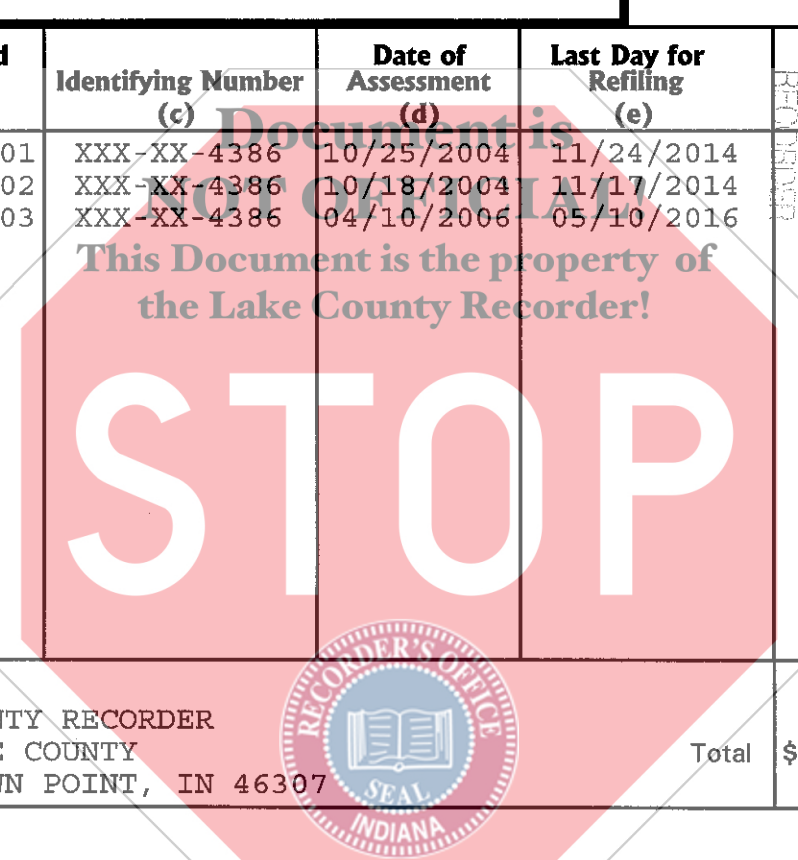 d
Identifying Number
(c)
Date of
Assessment
(d)
Last Day for
Refiling
(e)
01 XXX-XX-4386 10/25/2004 11/24/2014
02 XXX-XX-4386 10/18/2004 11/17/2014
03 XXX-XX-4386 04/10/2006 05/10/2016
Document is
NOT OFFICIAL!
This Document is the property of
the Lake County Recorder!
STOP
RECORDER'S OFFICE
SEAL
INDIANA
NTY RECORDER
E COUNTY
WN POINT, IN 46307
Total $
RECORDER